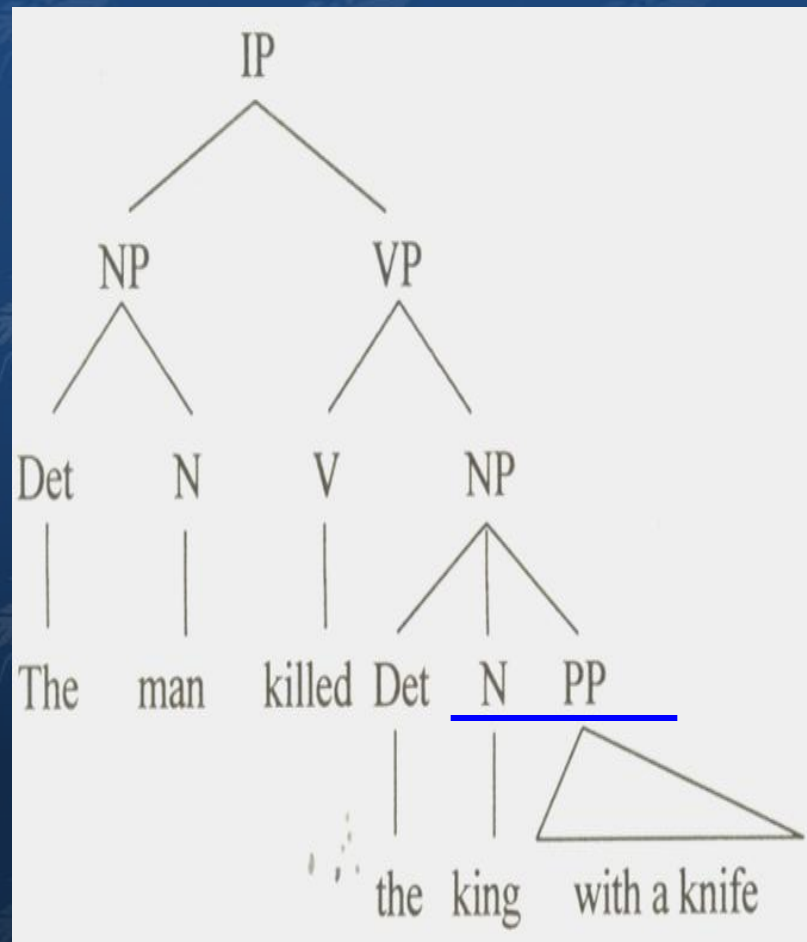 IP
NP VP
Det N V NP
The man killed Det N PP
the king with a knife